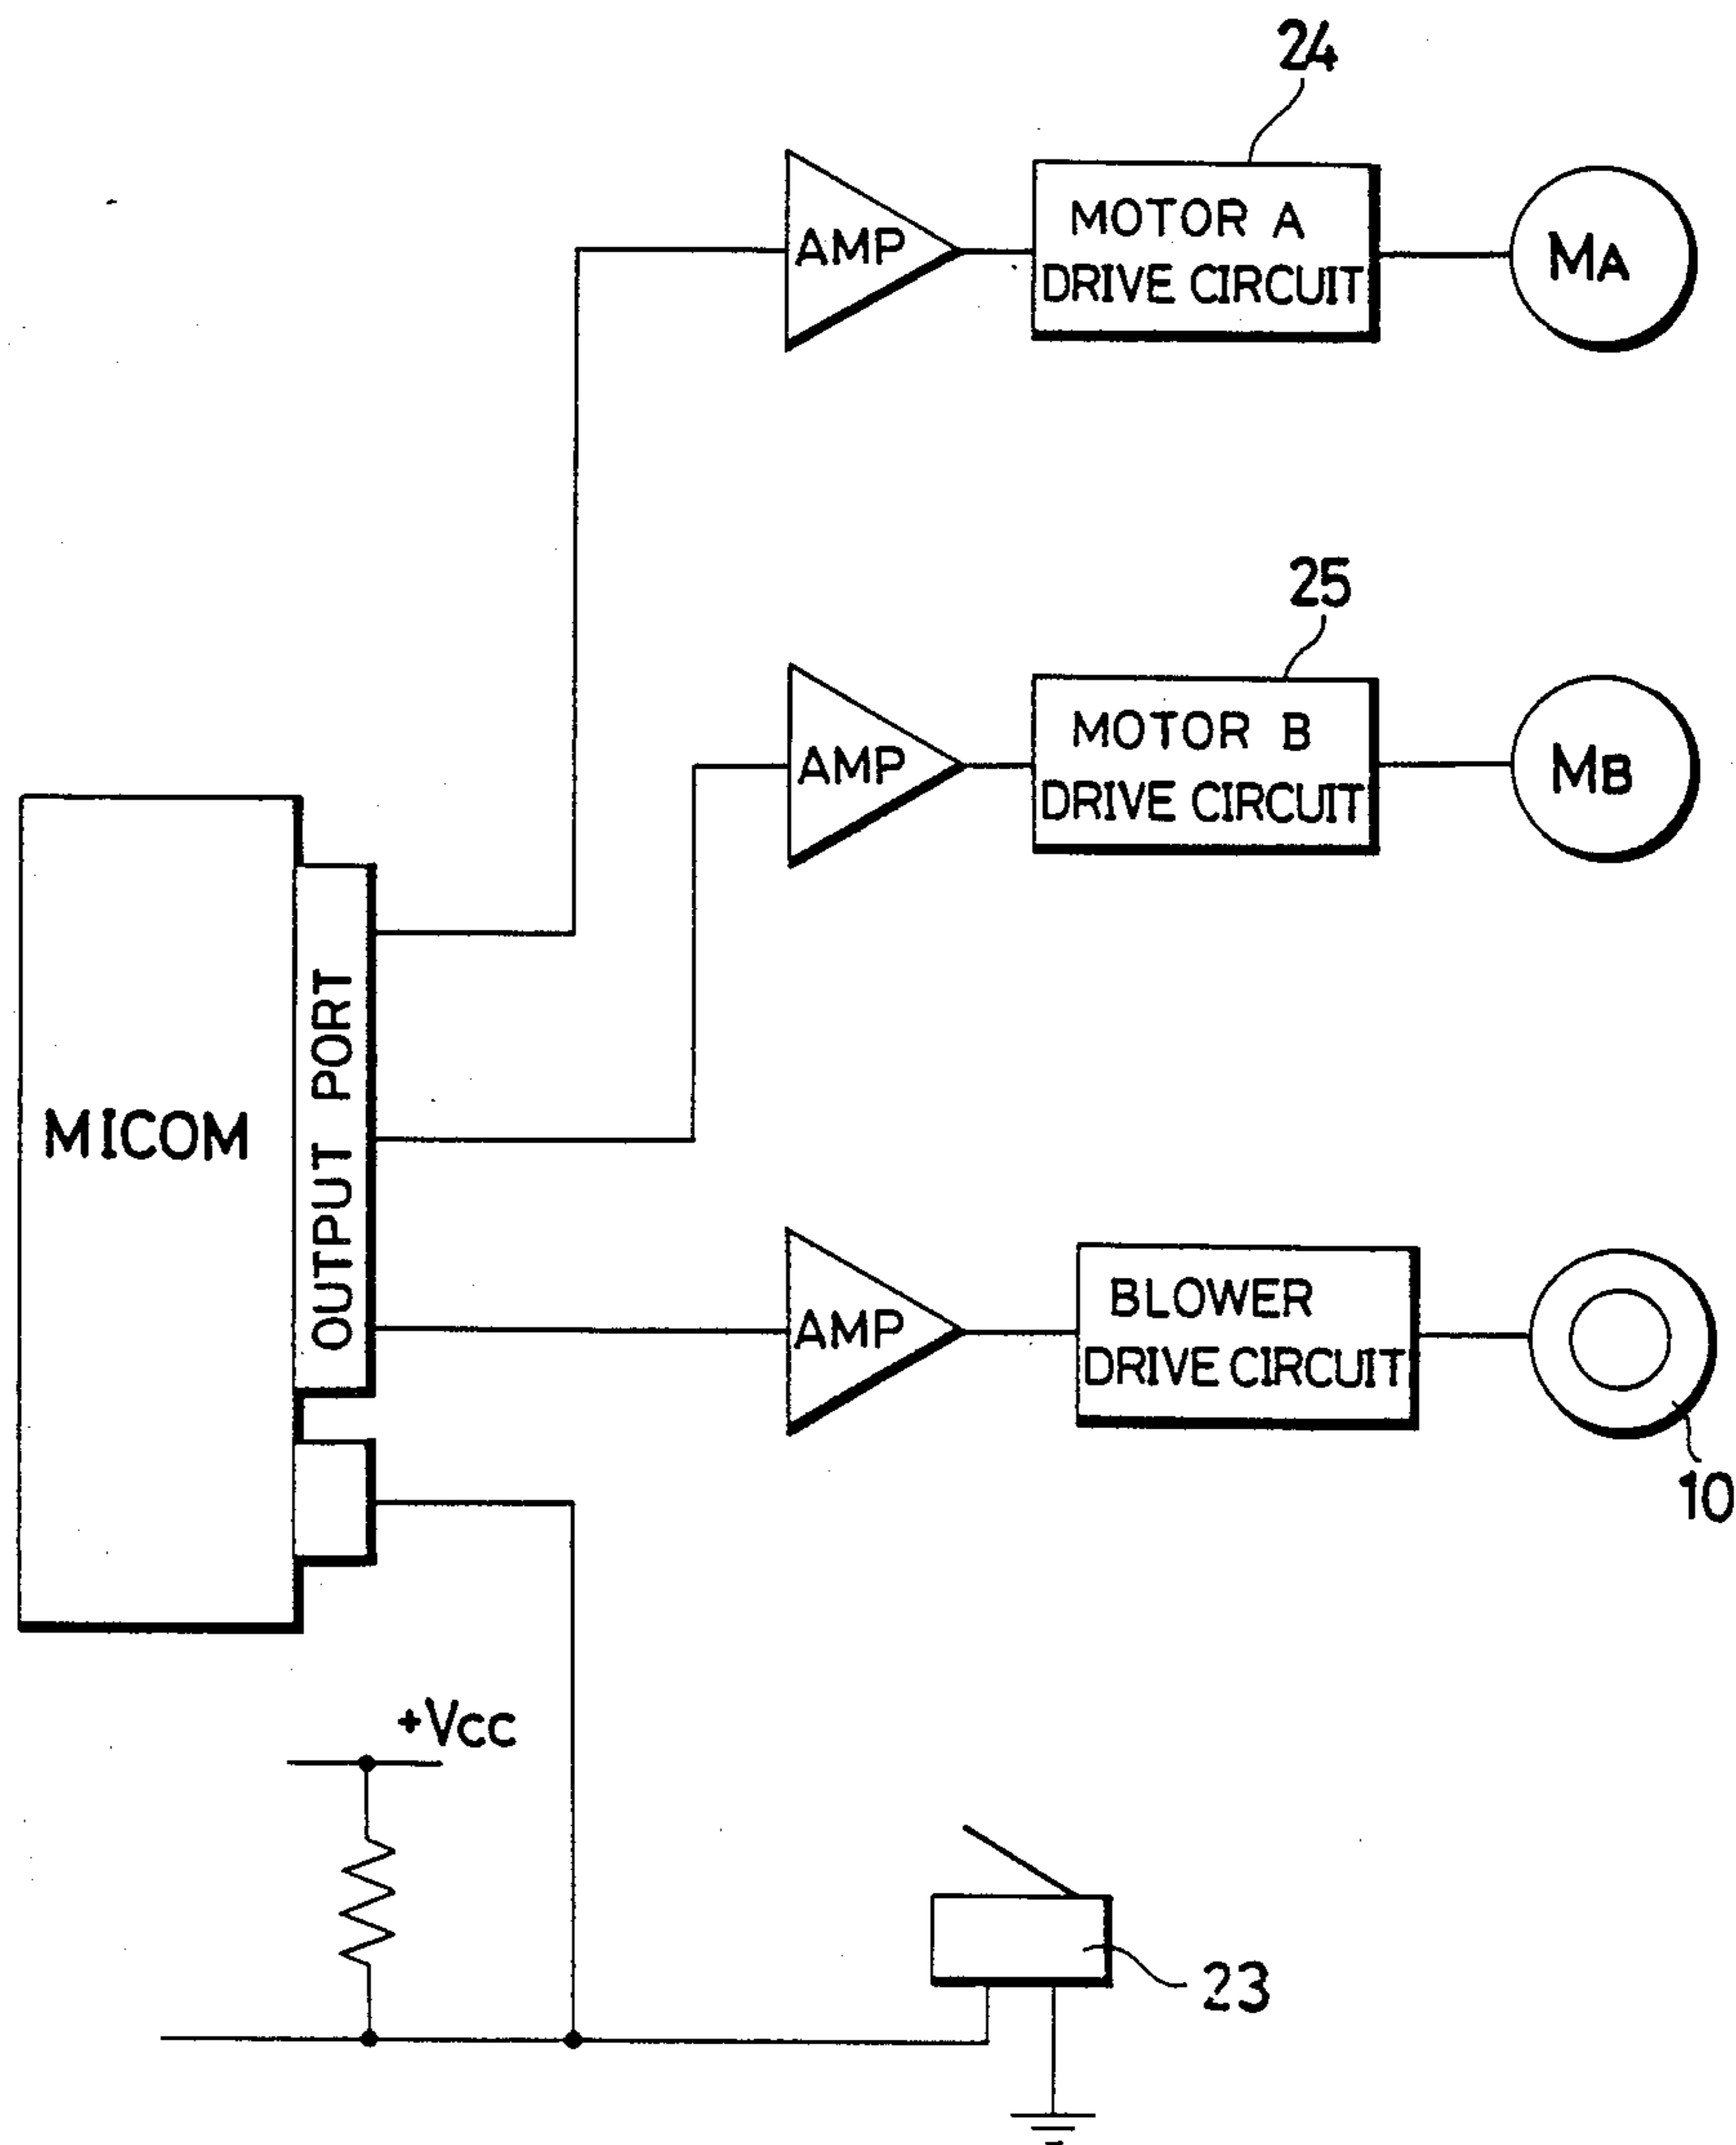 24
AMP
MOTOR A
DRIVE CIRCUIT
MA
25
AMP
MOTOR B
DRIVE CIRCUIT
MB
MICOM
OUTPUT PORT
AMP
BLOWER
DRIVE CIRCUIT
10
+Vcc
23